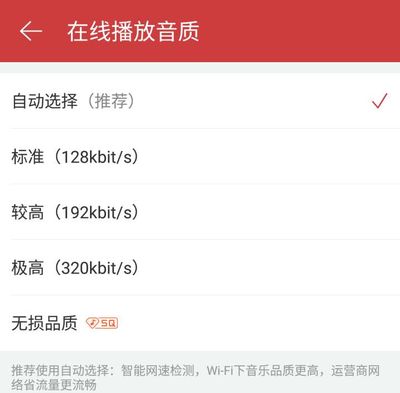 在线播放音质
自动选择（推荐）
标准（128kbit/s）
较高（192kbit/s）
极高（320kbit/s）
无损品质 SQ
推荐使用自动选择：智能网速检测，Wi-Fi下音乐品质更高，运营商网
络省流量更流畅